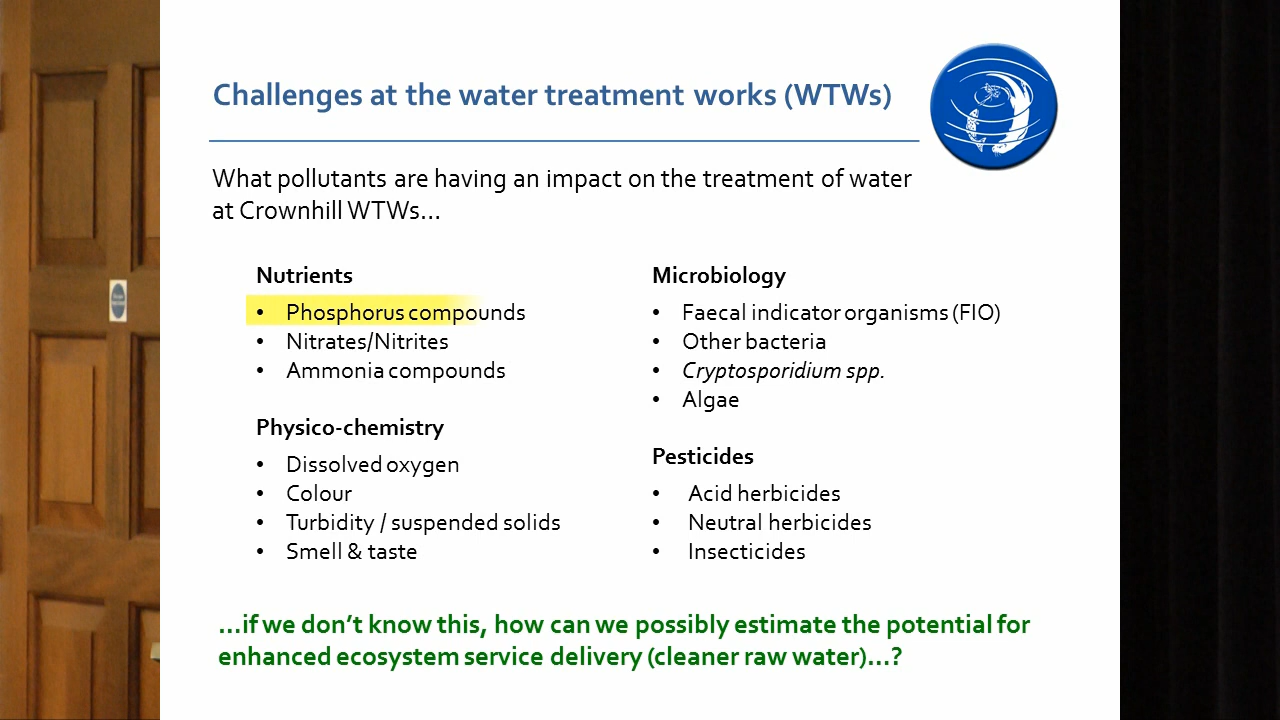 Challenges at the water treatment works (WTWs)
What pollutants are having an impact on the treatment of water
at Crownhill WTWs...
Nutrients
• Phosphorus compounds
• Nitrates/Nitrites
• Ammonia compounds
Physico-chemistry
• Dissolved oxygen
• Colour
• Turbidity / suspended solids
• Smell & taste
Microbiology
• Faecal indicator organisms (FIO)
• Other bacteria
• Cryptosporidium spp.
• Algae
Pesticides
• Acid herbicides
• Neutral herbicides
• Insecticides
...if we don’t know this, how can we possibly estimate the potential for
enhanced ecosystem service delivery (cleaner raw water)...?